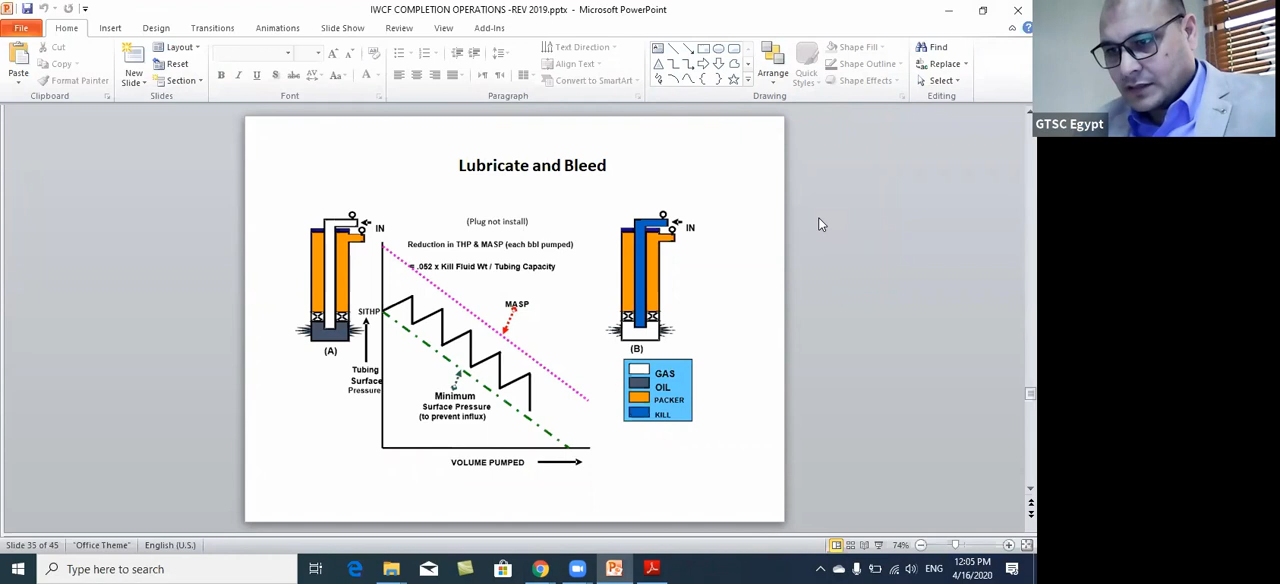 IWCF COMPLETION OPERATIONS -REV 2019.pptx - Microsoft PowerPoint
File Home Insert Design Transitions Animations Slide Show Review View Add-Ins
Paste
Cut
Copy
Format Painter
Clipboard
New Slide
Layout
Reset
Section
Slides
B I U S abc AV Aa A
Font
Paragraph
Text Direction
Align Text
Convert to SmartArt
Arrange
Quick Styles
Shape Fill
Shape Outline
Shape Effects
Drawing
Find
Replace
Select
Editing
GTSC Egypt
Lubricate and Bleed
(Plug not install)
Reduction in THP & MASP (each bbl pumped)
= .052 x Kill Fluid Wt / Tubing Capacity
IN
MASP
SITHP
(A)
Tubing
Surface
Pressure
Minimum
Surface Pressure
(to prevent influx)
VOLUME PUMPED
IN
(B)
GAS
OIL
PACKER
KILL
Slide 35 of 45 "Office Theme" English (U.S.) 74%
Type here to search
ENG
12:05 PM
4/16/2020